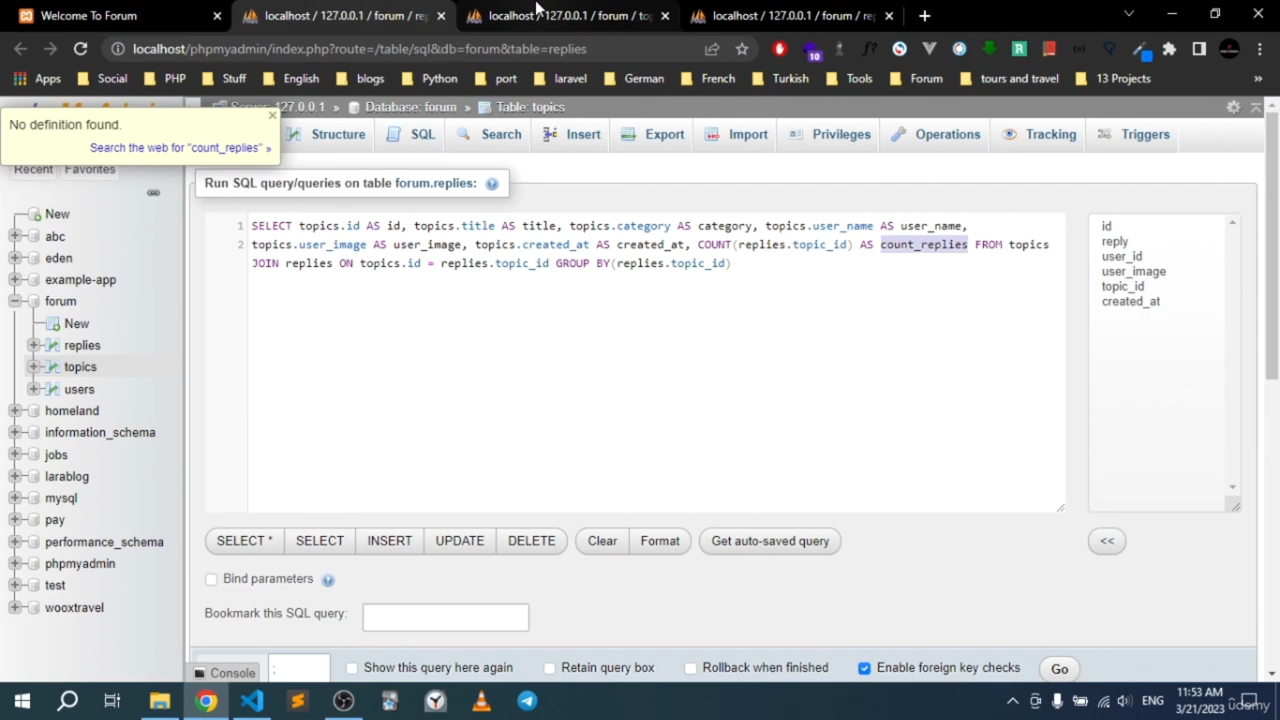 Welcome To Forum
localhost / 127.0.0.1 / forum / re
localhost / 127.0.0.1 / forum / to
localhost / 127.0.0.1 / forum / re
localhost/phpmyadmin/index.php?route=/table/sql&db=forum&table=replies
10
Apps
Social
PHP
Stuff
English
blogs
Python
port
laravel
German
French
Turkish
Tools
Forum
tours and travel
13 Projects
»
Server: 127.0.0.1 » Database: forum » Table: topics
No definition found.
Search the web for "count_replies" »
Structure
SQL
Search
Insert
Export
Import
Privileges
Operations
Tracking
Triggers
Recent
Favorites
New
abc
eden
example-app
forum
New
replies
topics
users
homeland
information_schema
jobs
larablog
mysql
pay
performance_schema
phpmyadmin
test
wooxtravel
Run SQL query/queries on table forum.replies:
1 SELECT topics.id AS id, topics.title AS title, topics.category AS category, topics.user_name AS user_name,
2 topics.user_image AS user_image, topics.created_at AS created_at, COUNT(replies.topic_id) AS count_replies FROM topics
JOIN replies ON topics.id = replies.topic_id GROUP BY(replies.topic_id)
id
reply
user_id
user_image
topic_id
created_at
SELECT *
SELECT
INSERT
UPDATE
DELETE
Clear
Format
Get auto-saved query
<<
Bind parameters
Bookmark this SQL query:
Console
;
Show this query here again
Retain query box
Rollback when finished
Enable foreign key checks
Go
ENG
11:53 AM
3/21/2023
udemy